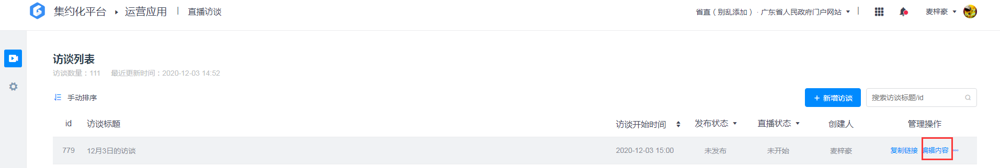 集约化平台 运营应用 | 直播访谈 省直（别乱添加）· 广东省人民政府门户网站 | 麦梓豪
访谈列表
访谈数量：111 最近更新时间：2020-12-03 14:52
手动排序 + 新增访谈 搜索访谈标题/id
id 访谈标题 访谈开始时间 发布状态 直播状态 创建人 管理操作
779 12月3日的访谈 2020-12-03 15:00 未发布 未开始 麦梓豪 复制链接 编辑内容